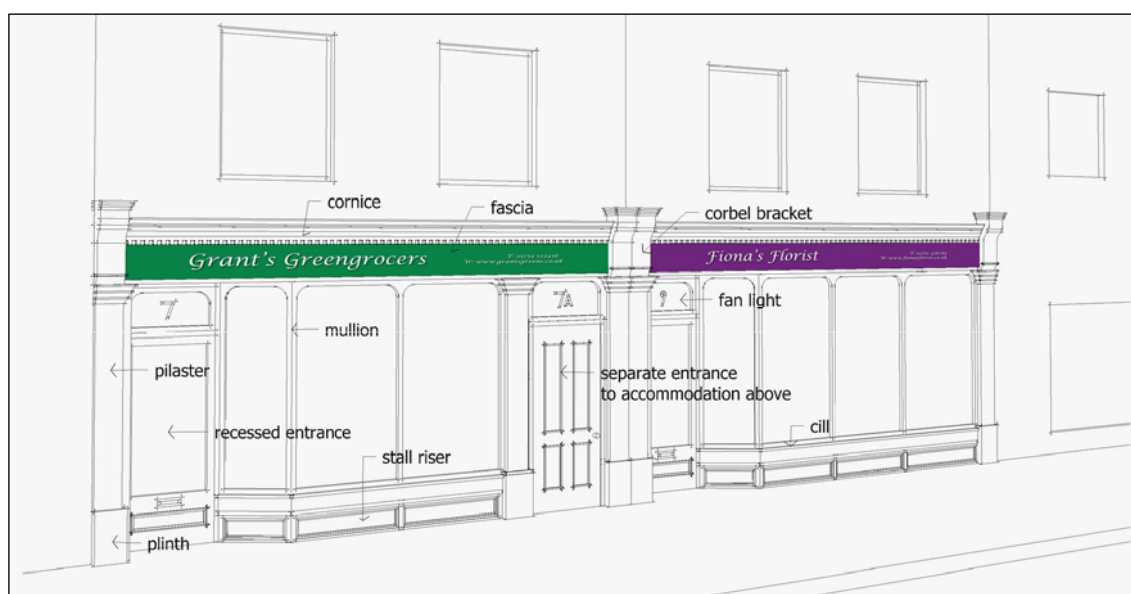 cornice
fascia
corbel bracket
Grant's Greengrocers
Fiona's Florist
7
7A
9
fan light
mullion
pilaster
separate entrance
to accommodation above
recessed entrance
cill
stall riser
plinth